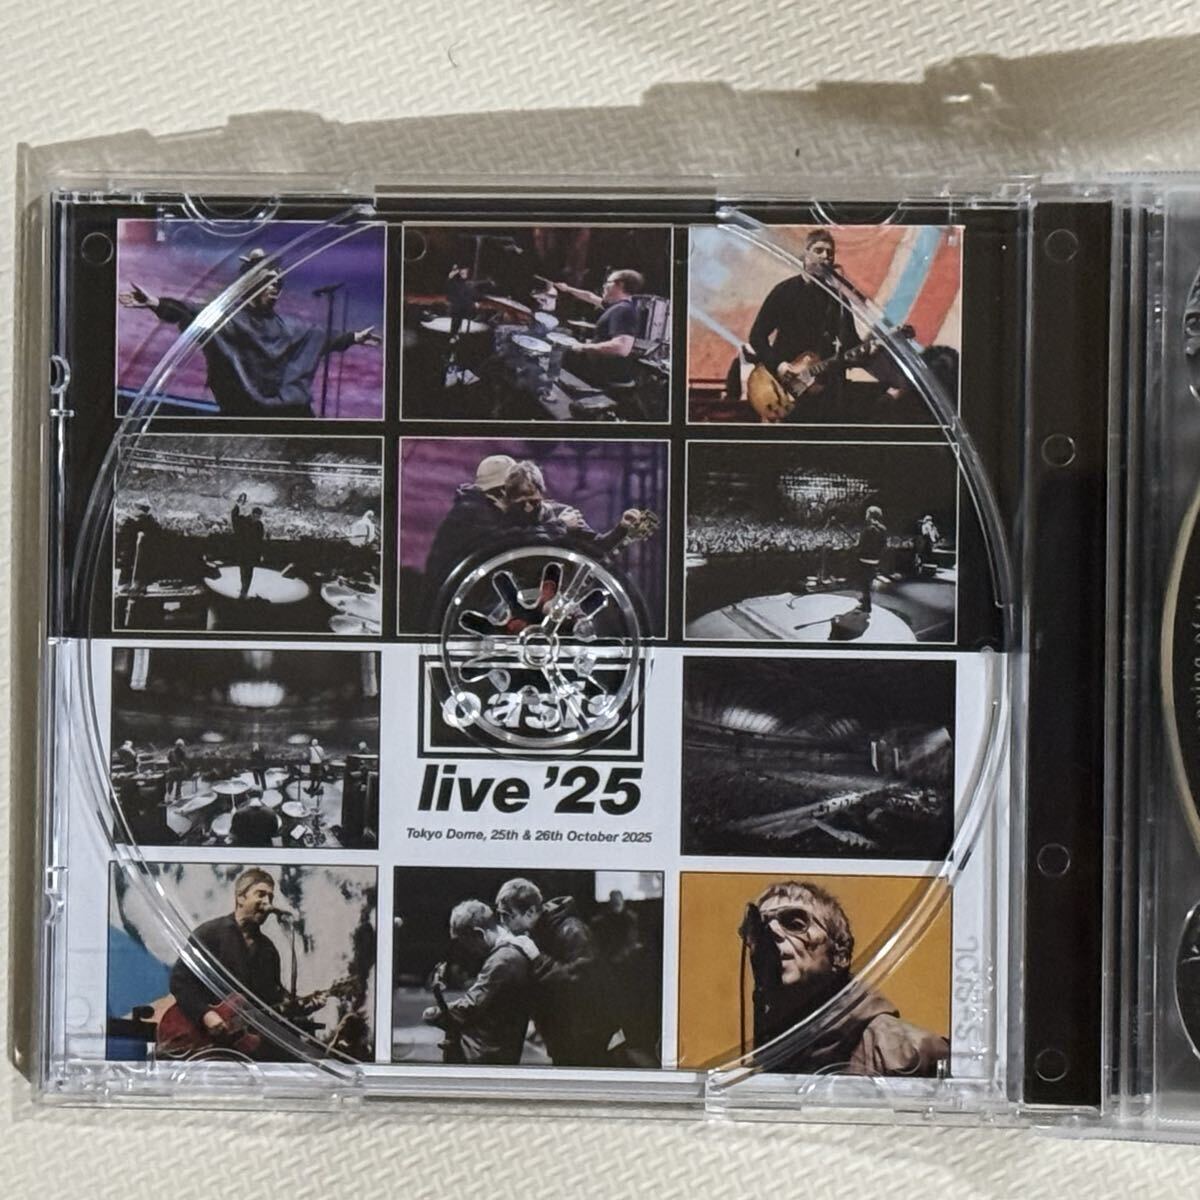 oasis
live '25
Tokyo Dome, 25th & 26th October 2025